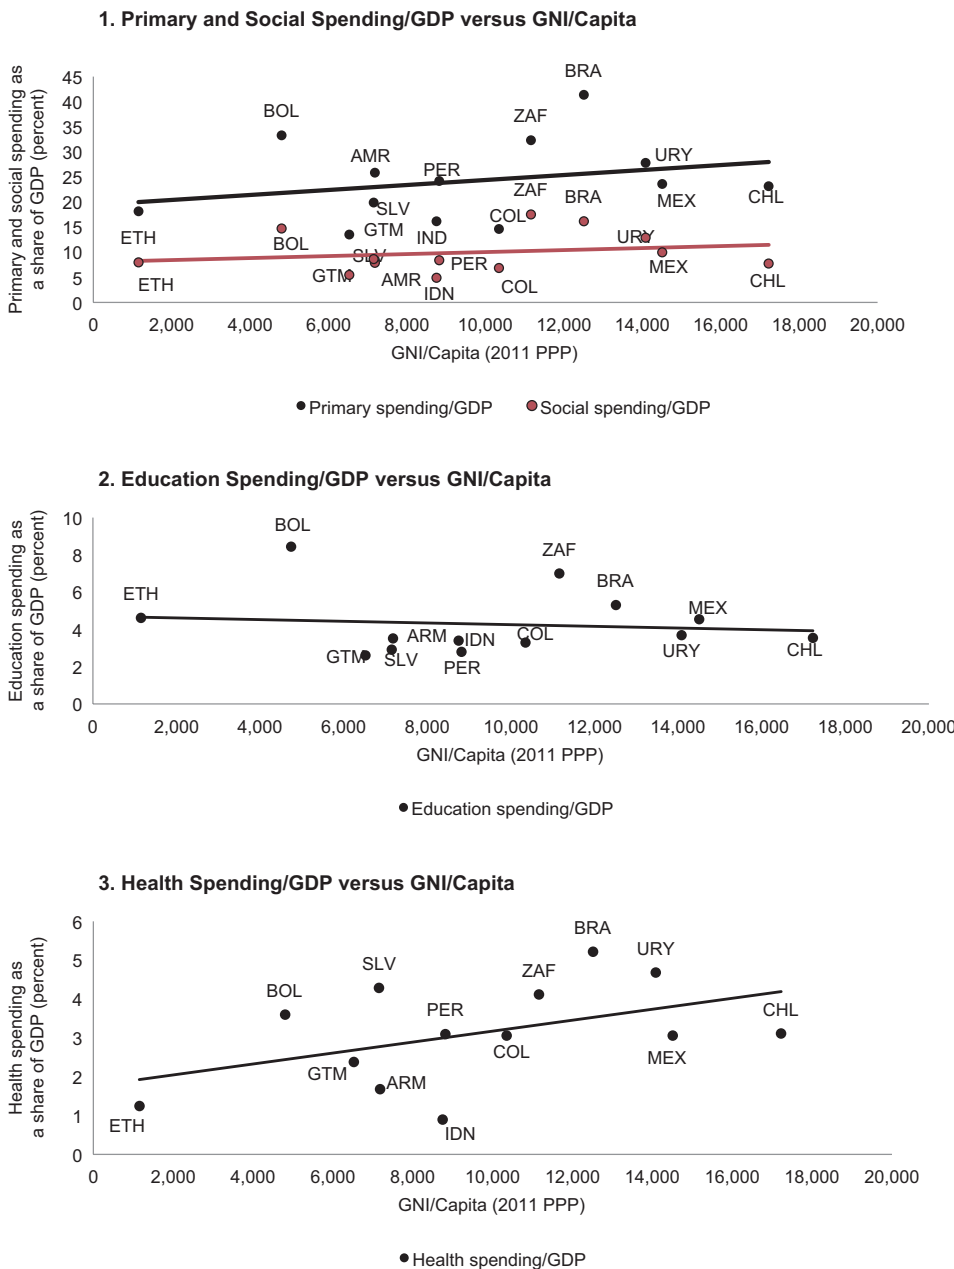 1. Primary and Social Spending/GDP versus GNI/Capita
Primary and social spending as
a share of GDP (percent)
45
40
35
30
25
20
15
10
5
0
BRA
BOL
ZAF
AMR
PER
URY
ZAF
BRA
MEX
CHL
SLV
COL
ETH
GTM
IND
BOL
URY
SLV
PER
MEX
GTM
AMR
ETH
IDN
COL
CHL
0 2,000 4,000 6,000 8,000 10,000 12,000 14,000 16,000 18,000 20,000
GNI/Capita (2011 PPP)
Primary spending/GDP Social spending/GDP
2. Education Spending/GDP versus GNI/Capita
Education spending as
a share of GDP (percent)
10
8
6
4
2
0
BOL
ZAF
BRA
ETH
MEX
ARM
IDN
COL
GTM
SLV
PER
URY
CHL
0 2,000 4,000 6,000 8,000 10,000 12,000 14,000 16,000 18,000 20,000
GNI/Capita (2011 PPP)
Education spending/GDP
3. Health Spending/GDP versus GNI/Capita
Health spending as
a share of GDP (percent)
6
5
4
3
2
1
0
BRA
URY
SLV
ZAF
BOL
PER
CHL
COL
MEX
GTM
ARM
ETH
IDN
0 2,000 4,000 6,000 8,000 10,000 12,000 14,000 16,000 18,000 20,000
GNI/Capita (2011 PPP)
Health spending/GDP